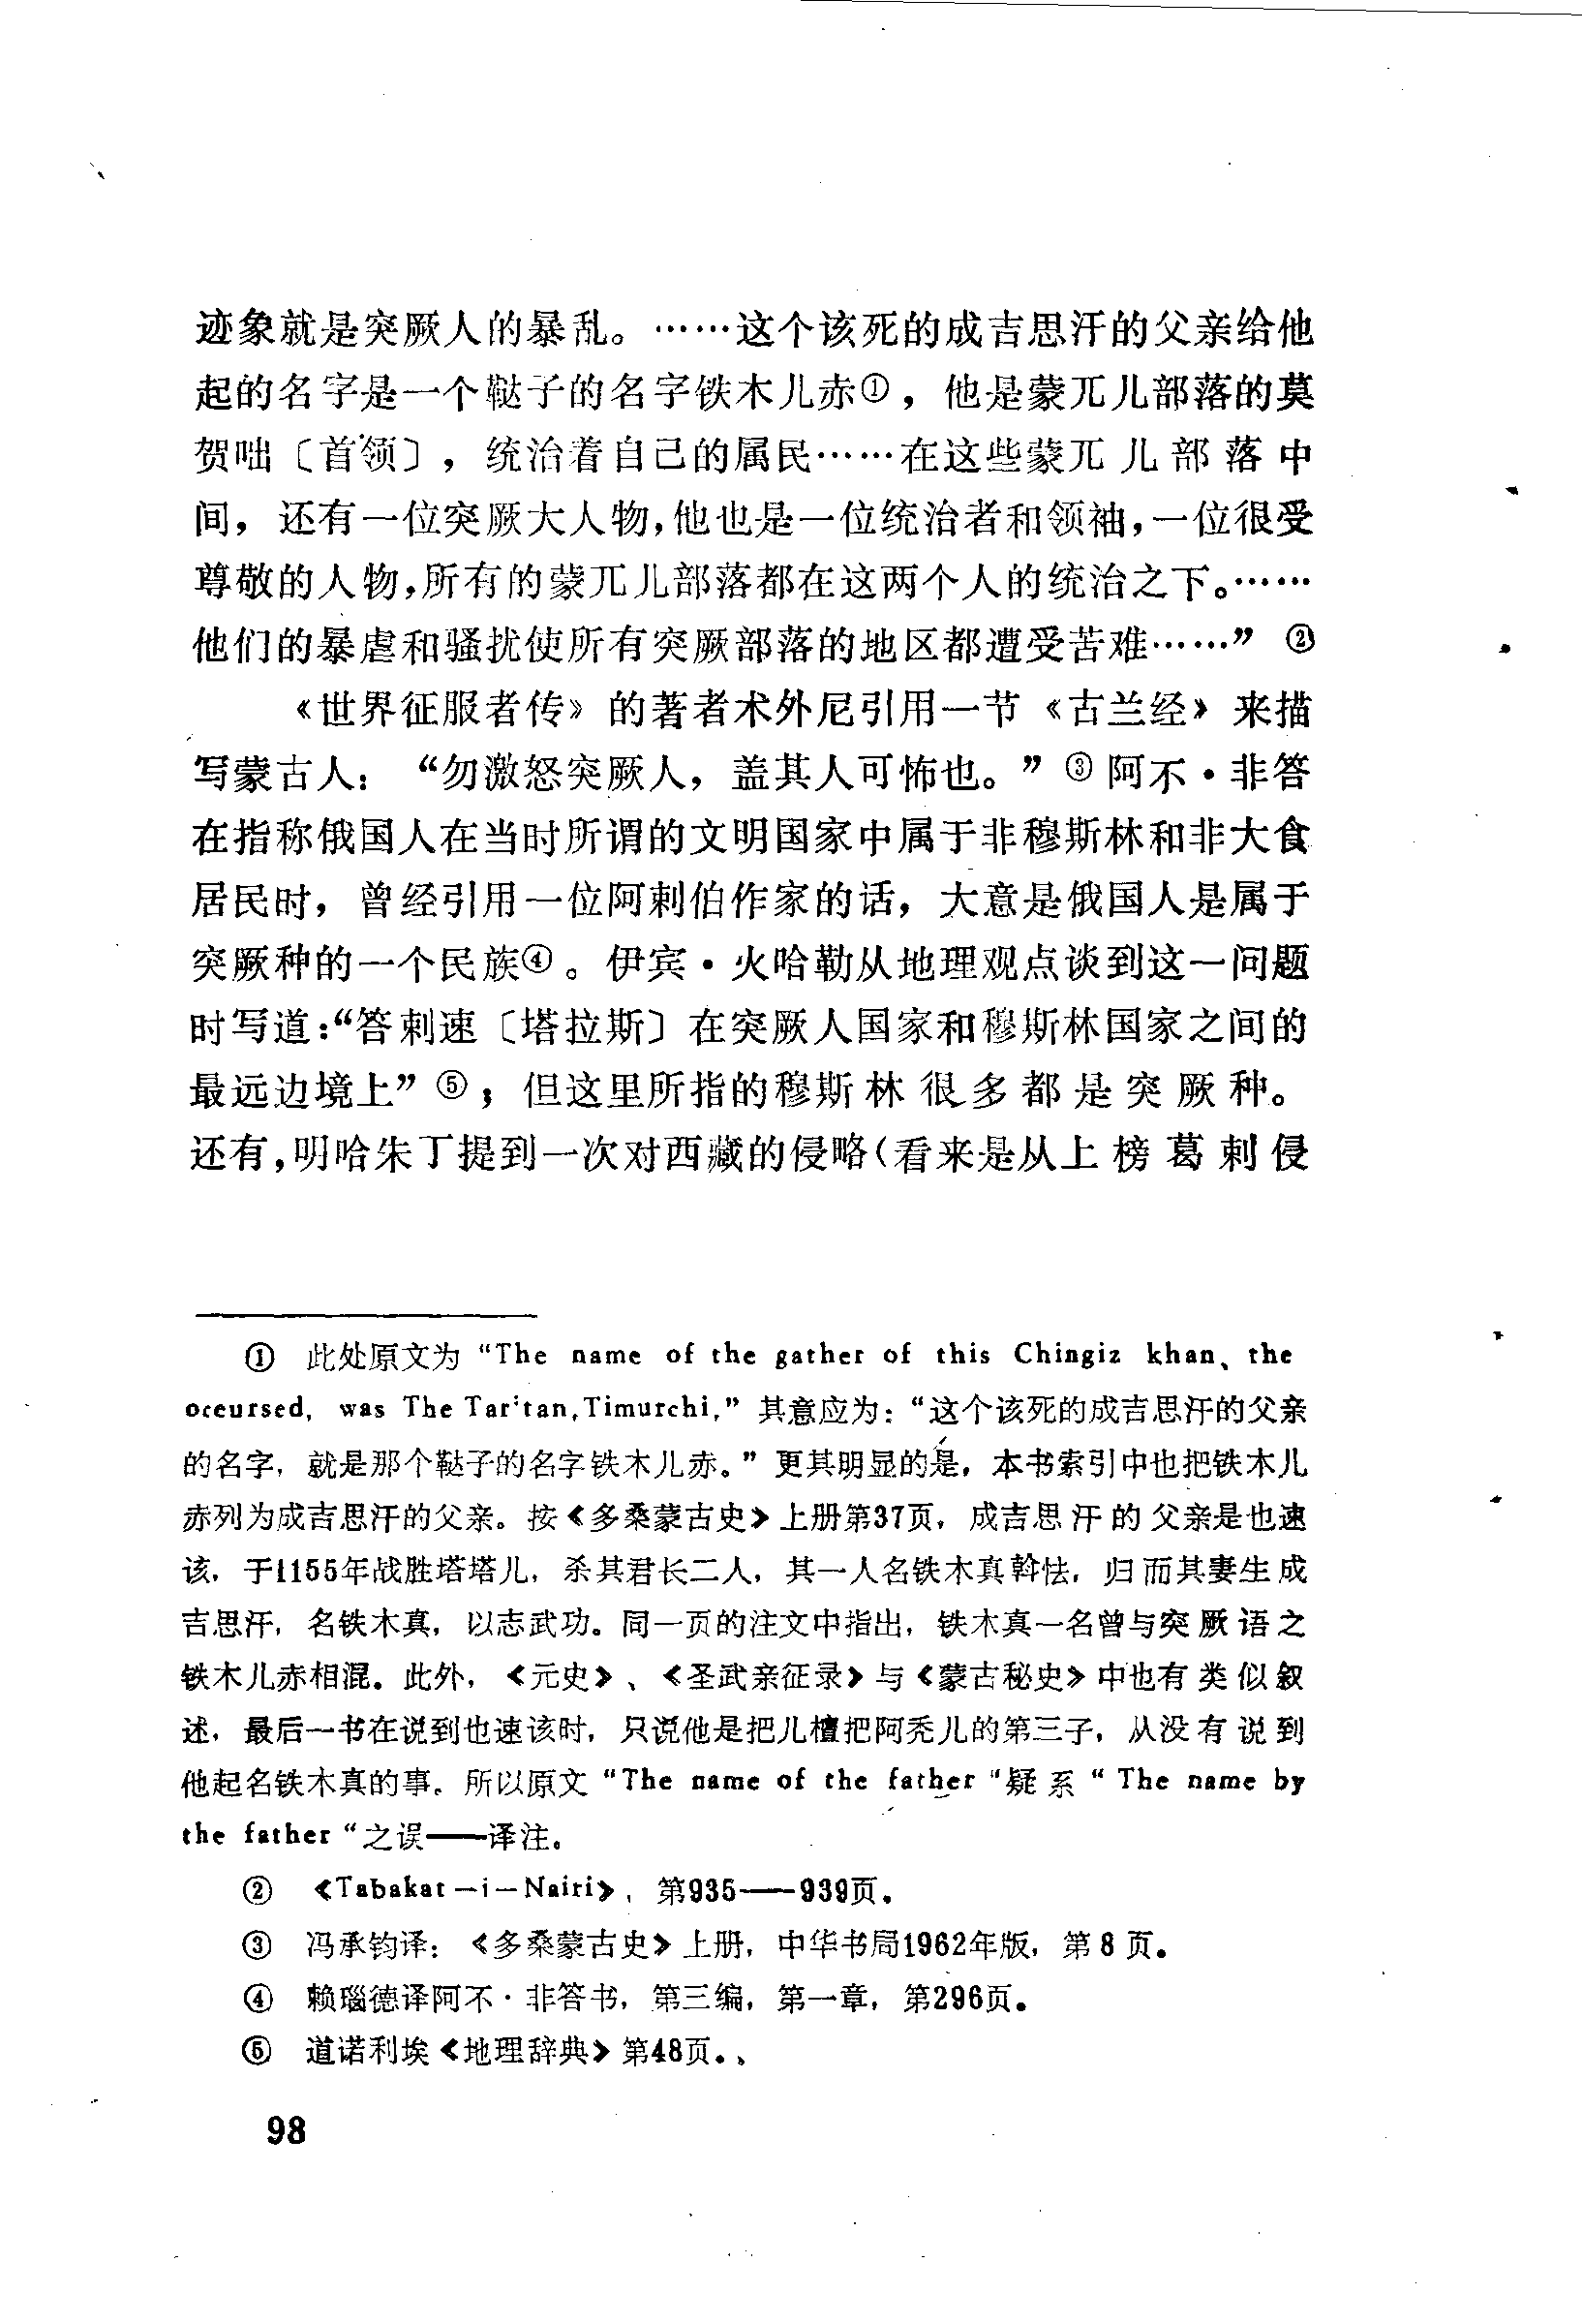 迹象就是突厥人的暴乱。……这个该死的成吉思汗的父亲给他
起的名字是一个鞑子的名字铁木儿赤①，他是蒙兀儿部落的莫
贺咄〔首领〕，统治着自己的属民……在这些蒙兀儿部落中
间，还有一位突厥大人物，他也是一位统治者和领袖，一位很受
尊敬的人物，所有的蒙兀儿部落都在这两个人的统治之下。……
他们的暴虐和骚扰使所有突厥部落的地区都遭受苦难……”②
《世界征服者传》的著者术外尼引用一节《古兰经》来描
写蒙古人：“勿激怒突厥人，盖其人可怖也。”③阿不·非答
在指称俄国人在当时所谓的文明国家中属于非穆斯林和非大食
居民时，曾经引用一位阿剌伯作家的话，大意是俄国人是属于
突厥种的一个民族④。伊宾·火哈勒从地理观点谈到这一问题
时写道：“答剌速〔塔拉斯〕在突厥人国家和穆斯林国家之间的
最远边境上”⑤；但这里所指的穆斯林很多都是突厥种。
还有，明哈朱丁提到一次对西藏的侵略（看来是从上榜葛剌侵
① 此处原文为“The name of the gather of this Chingiz khan、the
oceursed, was The Tar't­an,Timurchi,”其意应为：“这个该死的成吉思汗的父亲
的名字，就是那个鞑子的名字铁木儿赤。”更其明显的是，本书索引中也把铁木儿
赤列为成吉思汗的父亲。按《多桑蒙古史》上册第37页，成吉思汗的父亲是也速
该，于1155年战胜塔塔儿，杀其君长二人，其一人名铁木真斡怯，归而其妻生成
吉思汗，名铁木真，以志武功。同一页的注文中指出，铁木真一名曾与突厥语之
铁木儿赤相混。此外，《元史》、《圣武亲征录》与《蒙古秘史》中也有类似叙
述，最后一书在说到也速该时，只说他是把儿檀把阿秃儿的第三子，从没有说到
他起名铁木真的事。所以原文“The name of the father“疑系“The name by
the father“之误——译注。
② 《Tabakat—i—Nairi》，第935——939页。
③ 冯承钧译：《多桑蒙古史》上册，中华书局1962年版，第8页。
④ 赖瑙德译阿不·非答书，第三编，第一章，第296页。
⑤ 道诺利埃《地理辞典》第48页。、
98